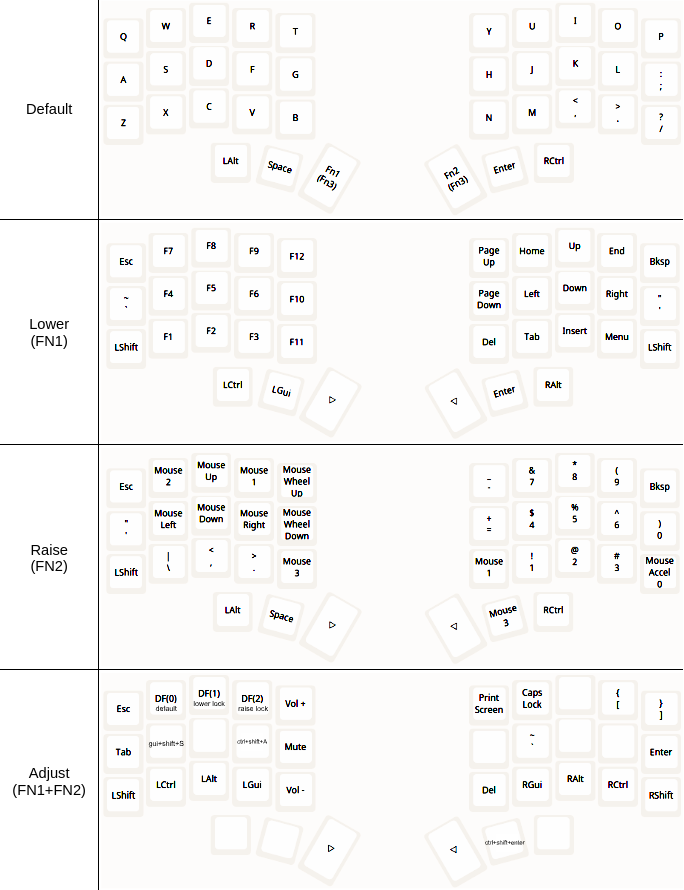 Default
Q W E R T Y U I O P
A S D F G H J K L :
;
Z X C V B N M <
. >
. ?
/
LAlt Space Fn1
(Fn3) Fn2
(Fn3) Enter RCtrl
Lower
(FN1)
Esc F7 F8 F9 F12 Page
Up Home Up End Bksp
~
` F4 F5 F6 F10 Page
Down Left Down Right "
'
LShift F1 F2 F3 F11 Del Tab Insert Menu LShift
LCtrl LGui ▷ ◁ Enter RAlt
Raise
(FN2)
Esc Mouse
2 Mouse
Up Mouse
1 Mouse
Wheel
Up _
- &
7 *
8 (
9 Bksp
"
' Mouse
Left Mouse
Down Mouse
Right Mouse
Wheel
Down +
= $
4 %
5 ^
6 )
0
LShift |
\ <
, >
. Mouse
3 Mouse
1 !
1 @
2 #
3 Mouse
Accel
0
LAlt Space ▷ ◁ Mouse
3 RCtrl
Adjust
(FN1+FN2)
Esc DF(0)
default DF(1)
lower lock DF(2)
raise lock Vol + Print
Screen Caps
Lock {
[ }
]
Tab gui+shift+S ctrl+shift+A Mute ~
` Enter
LShift LCtrl LAlt LGui Vol - Del RGui RAlt RCtrl RShift
▷ ◁ ctrl+shift+enter